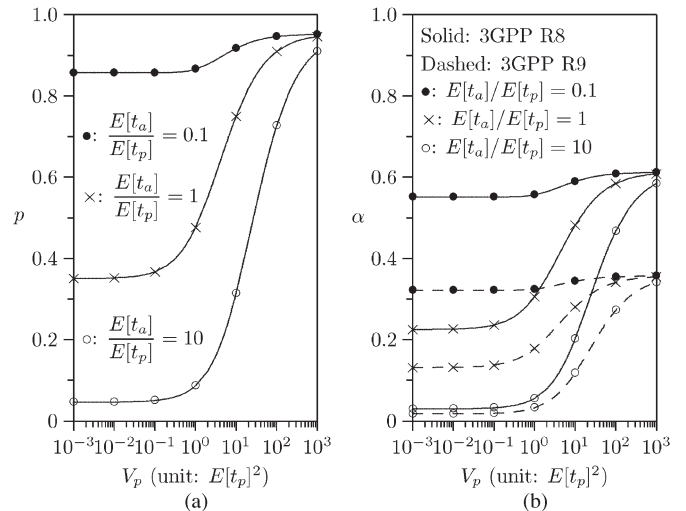 1.0
0.8
0.6
0.4
0.2
0
p
●: E[t_a]/E[t_p] = 0.1
×: E[t_a]/E[t_p] = 1
○: E[t_a]/E[t_p] = 10
10^−3 10^−2 10^−1 10^0 10^1 10^2 10^3
V_p (unit: E[t_p]^2)
(a)
1.0
0.8
0.6
0.4
0.2
0
α
Solid: 3GPP R8
Dashed: 3GPP R9
●: E[t_a]/E[t_p] = 0.1
×: E[t_a]/E[t_p] = 1
○: E[t_a]/E[t_p] = 10
10^−3 10^−2 10^−1 10^0 10^1 10^2 10^3
V_p (unit: E[t_p]^2)
(b)